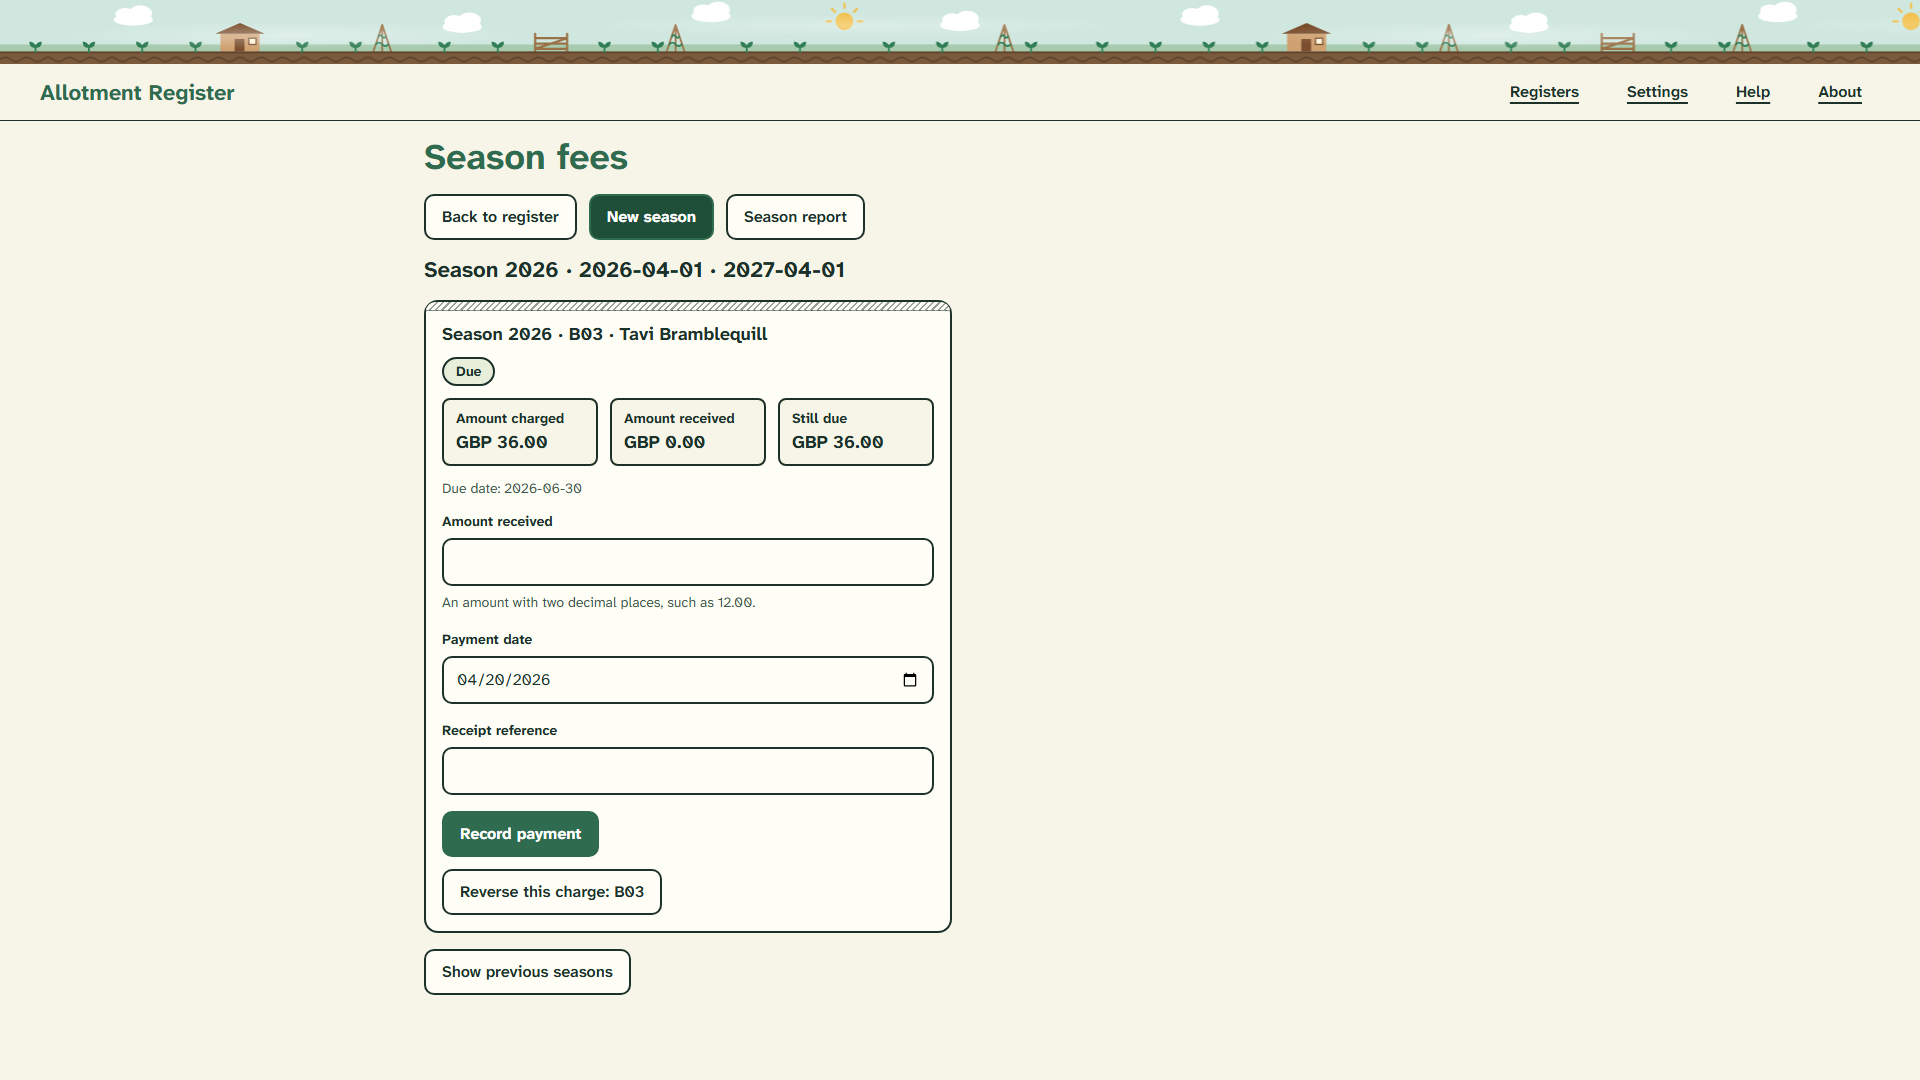 Allotment Register
Registers
Settings
Help
About
Season fees
Back to register
New season
Season report
Season 2026 · 2026-04-01 · 2027-04-01
Season 2026 · B03 · Tavi Bramblequill
Due
Amount charged
GBP 36.00
Amount received
GBP 0.00
Still due
GBP 36.00
Due date: 2026-06-30
Amount received
An amount with two decimal places, such as 12.00.
Payment date
04/20/2026
Receipt reference
Record payment
Reverse this charge: B03
Show previous seasons